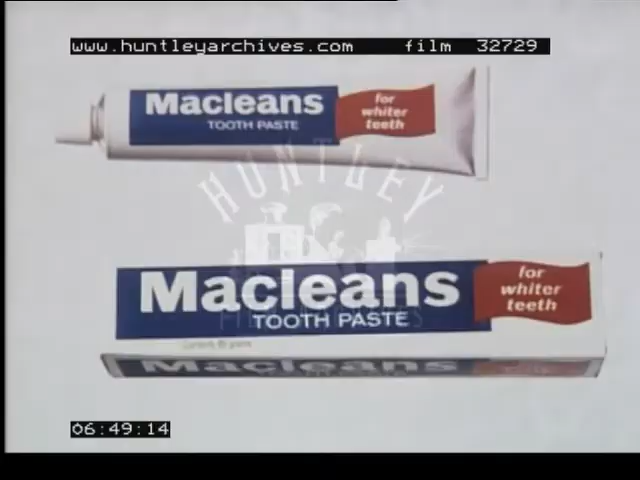 www.huntleyarchives.com film 32729
Macleans
TOOTH PASTE
for
whiter
teeth
HUNTLEY
Macleans
TOOTH PASTE
for
whiter
teeth
Macleans
06:49:14